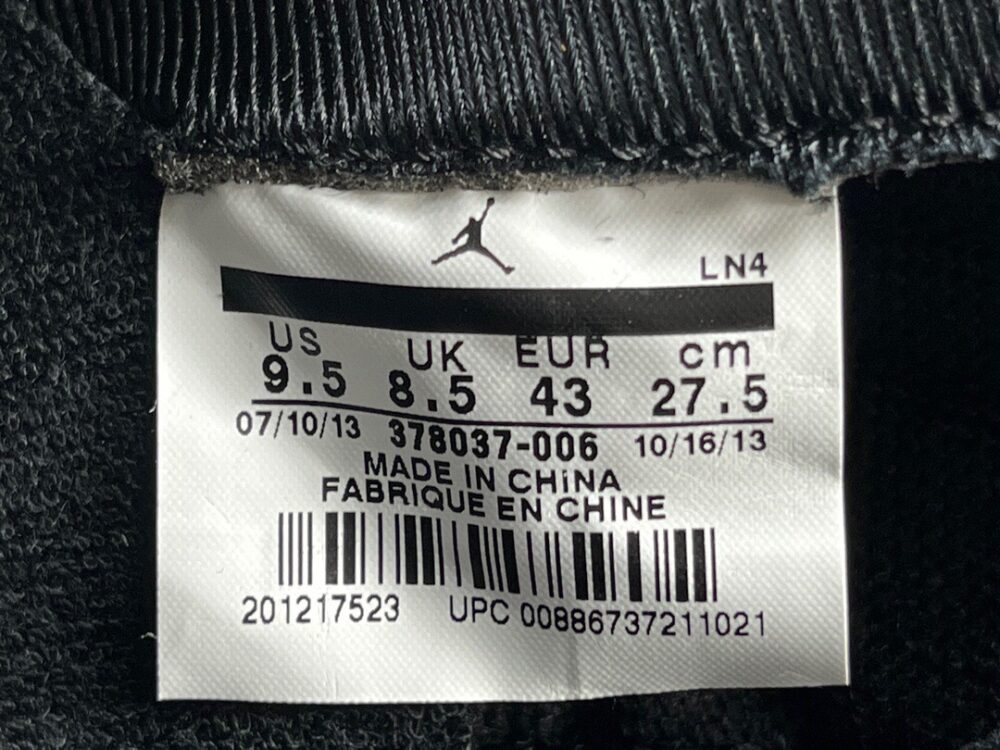 LN4
US UK EUR cm
9.5 8.5 43 27.5
07/10/13 378037-006 10/16/13
MADE IN CHiNA
FABRIQUE EN CHINE
201217523 UPC 00886737211021